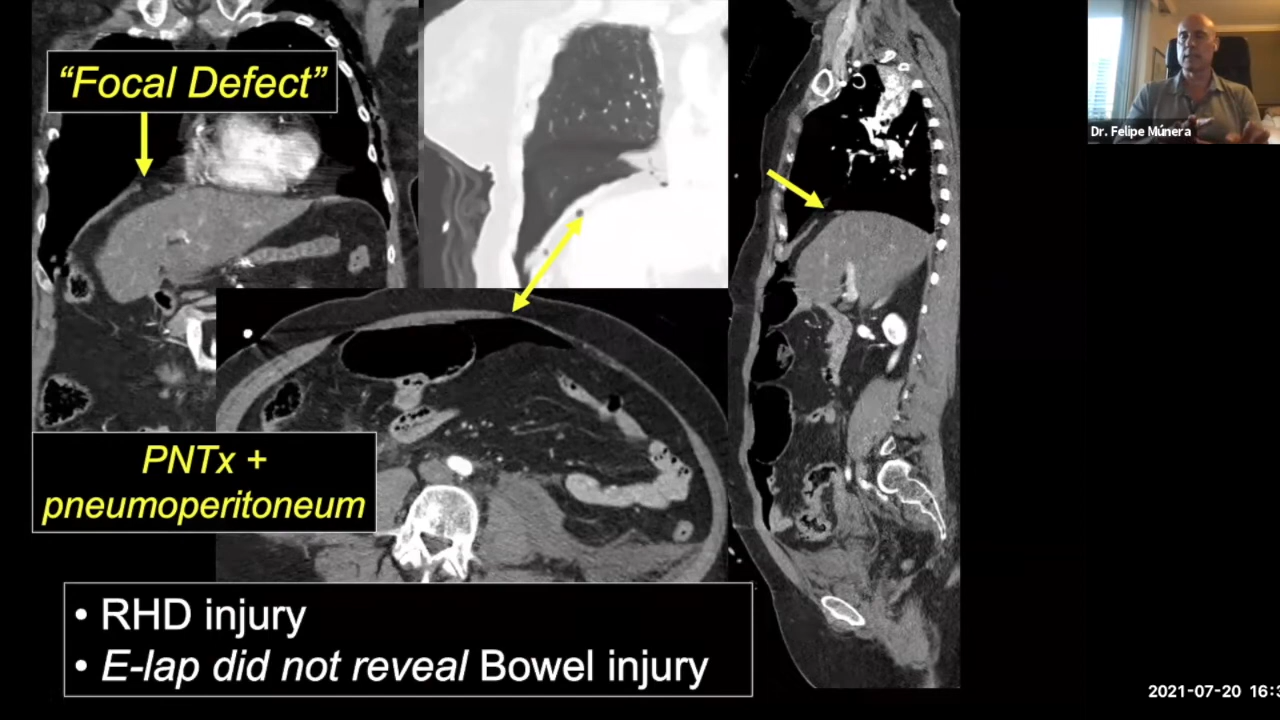 “Focal Defect”
Dr. Felipe Múnera
PNTx +
pneumoperitoneum
• RHD injury
• E-lap did not reveal Bowel injury
2021-07-20 16:3